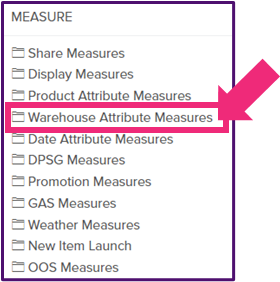 MEASURE
Share Measures
Display Measures
Product Attribute Measures
Warehouse Attribute Measures
Date Attribute Measures
DPSG Measures
Promotion Measures
GAS Measures
Weather Measures
New Item Launch
OOS Measures